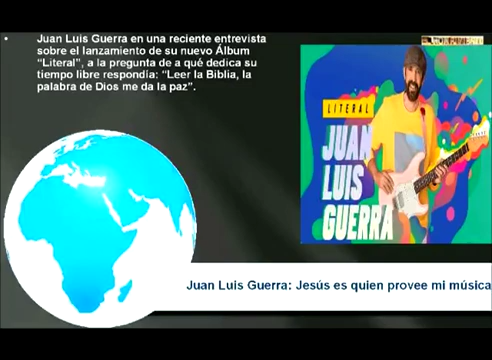 • Juan Luis Guerra en una reciente entrevista
sobre el lanzamiento de su nuevo Álbum
“Literal”, a la pregunta de a qué dedica su
tiempo libre respondía: “Leer la Biblia, la
palabra de Dios me da la paz”.
LITERAL
JUAN
LUIS
GUERRA
Juan Luis Guerra: Jesús es quien provee mi música